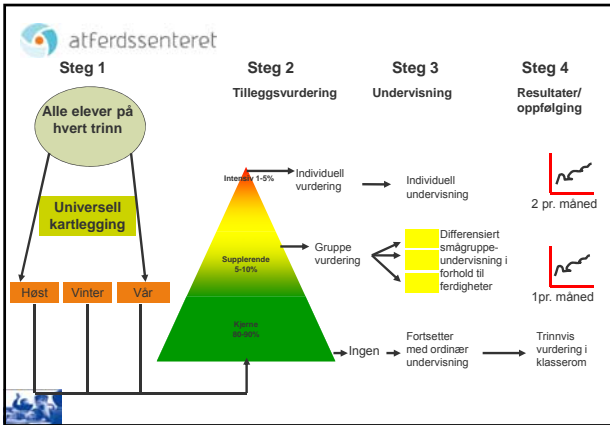 atferdssenteret
Steg 1
Steg 2
Steg 3
Steg 4
Tilleggsvurdering
Undervisning
Resultater/
oppfølging
Alle elever på
hvert trinn
Universell
kartlegging
Høst
Vinter
Vår
Intensiv 1-5%
Individuell
vurdering
Individuell
undervisning
2 pr. måned
Supplerende
5-10%
Gruppe
vurdering
Differensiert
smågruppe-
undervisning i
forhold til
ferdigheter
1pr. måned
Kjerne
80-90%
Ingen
Fortsetter
med ordinær
undervisning
Trinnvis
vurdering i
klasserom